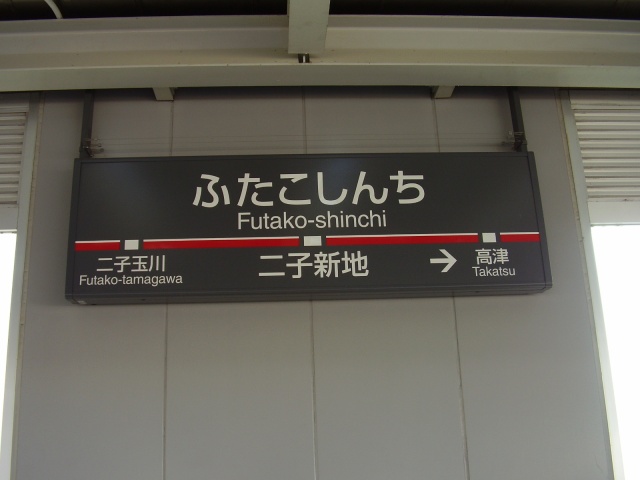 ふたこしんち
Futako-shinchi
二子玉川
Futako-tamagawa
二子新地
→ 高津
Takatsu